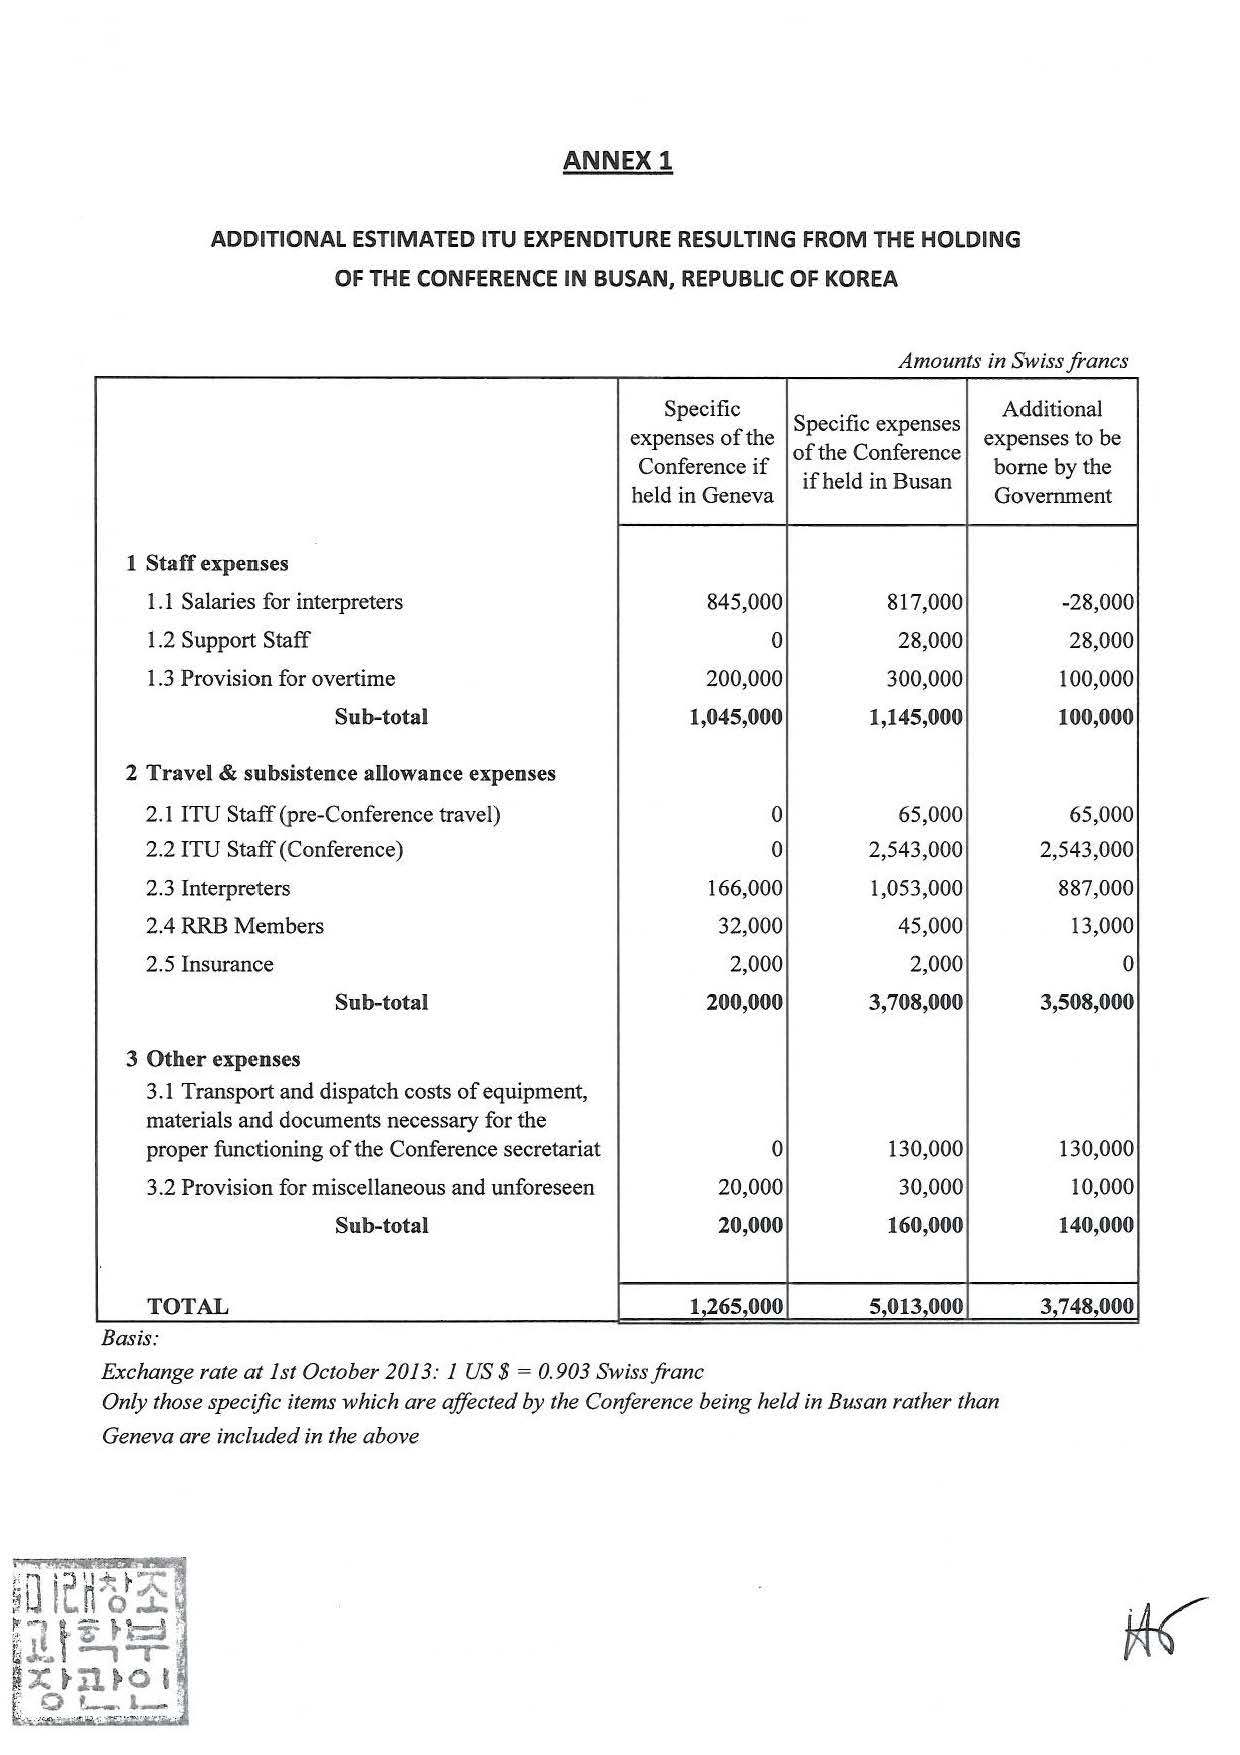 ANNEX 1
ADDITIONAL ESTIMATED ITU EXPENDITURE RESULTING FROM THE HOLDING
OF THE CONFERENCE IN BUSAN, REPUBLIC OF KOREA
Amounts in Swiss francs
Specific expenses of the Conference if held in Geneva
Specific expenses of the Conference if held in Busan
Additional expenses to be borne by the Government
1 Staff expenses
1.1 Salaries for interpreters 845,000 817,000 -28,000
1.2 Support Staff 0 28,000 28,000
1.3 Provision for overtime 200,000 300,000 100,000
Sub-total 1,045,000 1,145,000 100,000
2 Travel & subsistence allowance expenses
2.1 ITU Staff (pre-Conference travel) 0 65,000 65,000
2.2 ITU Staff (Conference) 0 2,543,000 2,543,000
2.3 Interpreters 166,000 1,053,000 887,000
2.4 RRB Members 32,000 45,000 13,000
2.5 Insurance 2,000 2,000 0
Sub-total 200,000 3,708,000 3,508,000
3 Other expenses
3.1 Transport and dispatch costs of equipment,
materials and documents necessary for the
proper functioning of the Conference secretariat 0 130,000 130,000
3.2 Provision for miscellaneous and unforeseen 20,000 30,000 10,000
Sub-total 20,000 160,000 140,000
TOTAL 1,265,000 5,013,000 3,748,000
Basis:
Exchange rate at 1st October 2013: 1 US $ = 0.903 Swiss franc
Only those specific items which are affected by the Conference being held in Busan rather than
Geneva are included in the above
미래창조
과학부
장관인